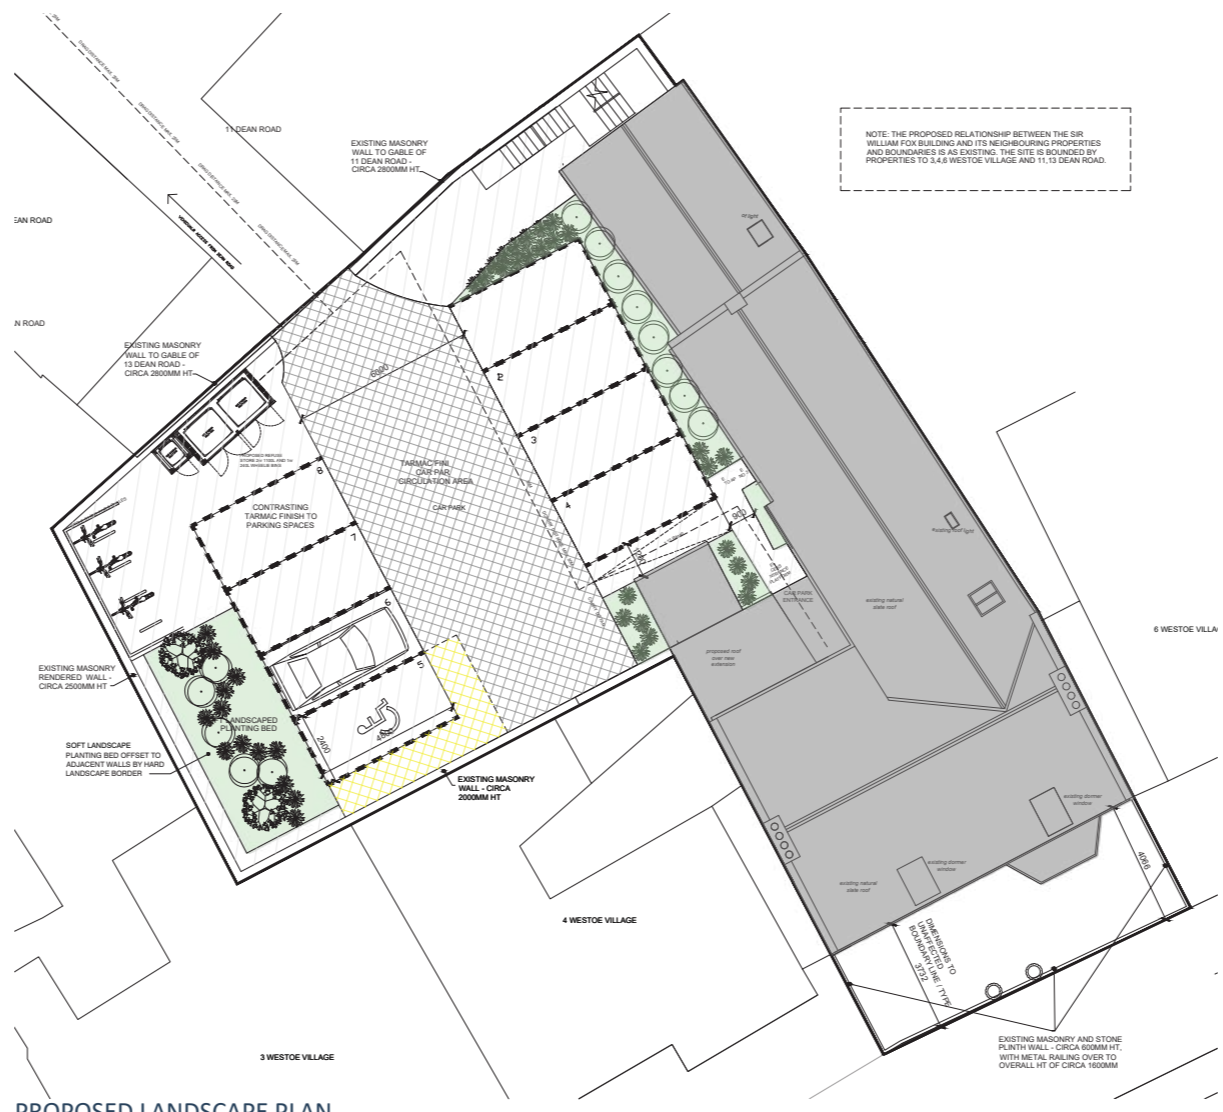 11 DEAN ROAD
EXISTING MASONRY
WALL TO GABLE OF
11 DEAN ROAD -
CIRCA 2800MM HT
NOTE: THE PROPOSED RELATIONSHIP BETWEEN THE SIR
WILLIAM FOX BUILDING AND ITS NEIGHBOURING PROPERTIES
AND BOUNDARIES IS AS EXISTING. THE SITE IS BOUNDED BY
PROPERTIES TO 3,4,6 WESTOE VILLAGE AND 11,13 DEAN ROAD.
EAN ROAD
N ROAD
EXISTING MASONRY
WALL TO GABLE OF
13 DEAN ROAD -
CIRCA 2800MM HT
6000
2
3
4
8
7
6
5
TARMAC FINI
CAR PAR
CIRCULATION AREA
CAR PARK
CONTRASTING
TARMAC FINISH TO
PARKING SPACES
900
CAR PARK
ENTRANCE
existing natural
slate roof
proposed roof
over new
extension
6 WESTOE VILLA
EXISTING MASONRY
RENDERED WALL -
CIRCA 2500MM HT
LANDSCAPED
PLANTING BED
2400
SOFT LANDSCAPE
PLANTING BED OFFSET TO
ADJACENT WALLS BY HARD
LANDSCAPE BORDER
EXISTING MASONRY
WALL - CIRCA
2000MM HT
existing dormer
window
existing dormer
window
existing natural
slate roof
4066
4 WESTOE VILLAGE
DIMENSIONS TO
UNAFFECTED
BOUNDARY LINE / TYPE
3732
EXISTING MASONRY AND STONE
PLINTH WALL - CIRCA 600MM HT,
WITH METAL RAILING OVER TO
OVERALL HT OF CIRCA 1600MM
3 WESTOE VILLAGE
PROPOSED LANDSCAPE PLAN